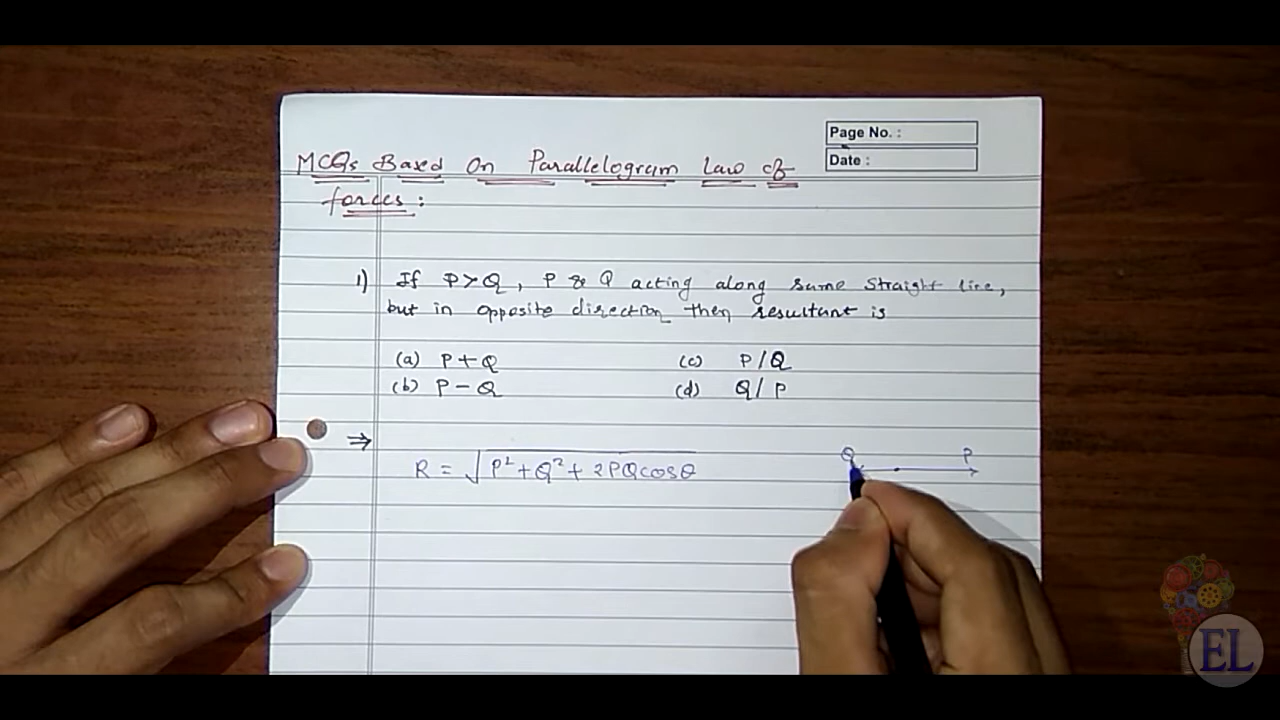 Page No. :
Date :
MCQs Based On Parallelogram Law of
forces :
1) If P>Q, P & Q acting along same straight line,
but in opposite direction then resultant is
(a) P + Q
(c) P / Q
(b) P - Q
(d) Q / P
⇒
R = √P² + Q² + 2PQcosθ
Q P
EL